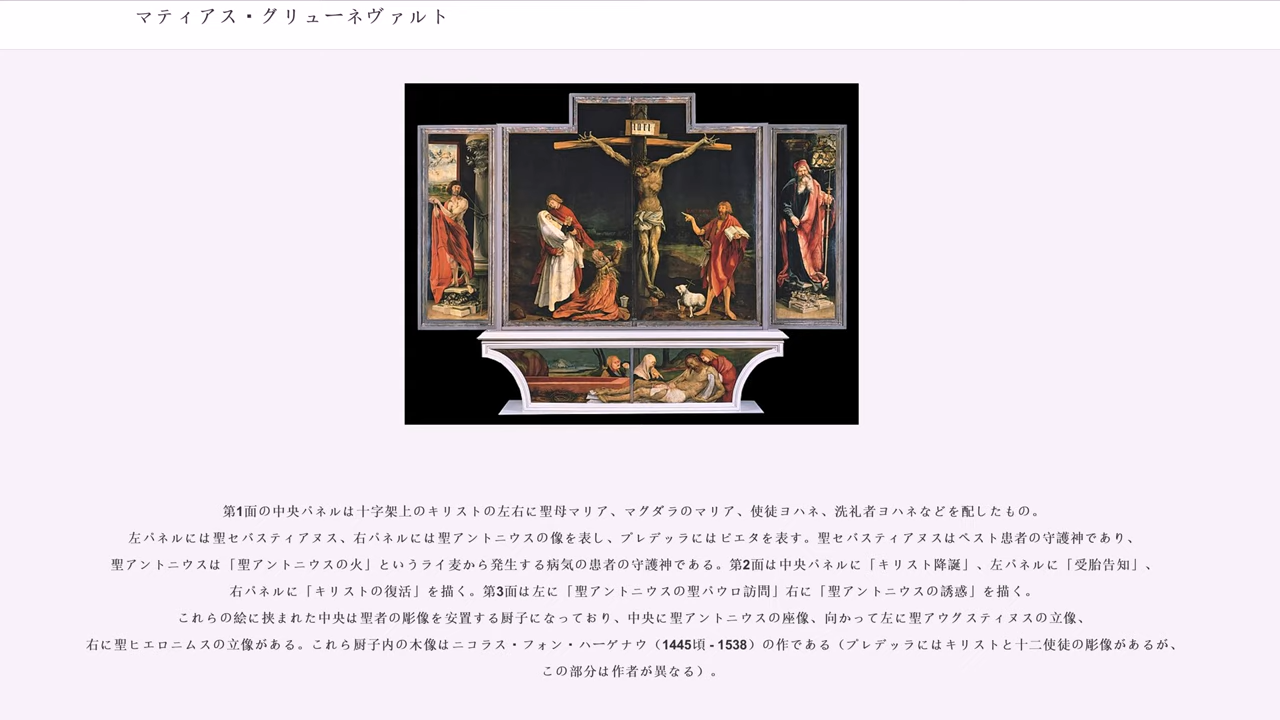 マティアス・グリューネヴァルト
第1面の中央パネルは十字架上のキリストの左右に聖母マリア、マグダラのマリア、使徒ヨハネ、洗礼者ヨハネなどを配したもの。
左パネルには聖セバスティアヌス、右パネルには聖アントニウスの像を表し、プレデッラにはピエタを表す。聖セバスティアヌスはペスト患者の守護神であり、
聖アントニウスは「聖アントニウスの火」というライ麦から発生する病気の患者の守護神である。第2面は中央パネルに「キリスト降誕」、左パネルに「受胎告知」、
右パネルに「キリストの復活」を描く。第3面は左に「聖アントニウスの聖パウロ訪問」右に「聖アントニウスの誘惑」を描く。
これらの絵に挟まれた中央は聖者の彫像を安置する厨子になっており、中央に聖アントニウスの座像、向かって左に聖アウグスティヌスの立像、
右に聖ヒエロニムスの立像がある。これら厨子内の木像はニコラス・フォン・ハーゲナウ（1445頃 - 1538）の作である（プレデッラにはキリストと十二使徒の彫像があるが、
この部分は作者が異なる）。